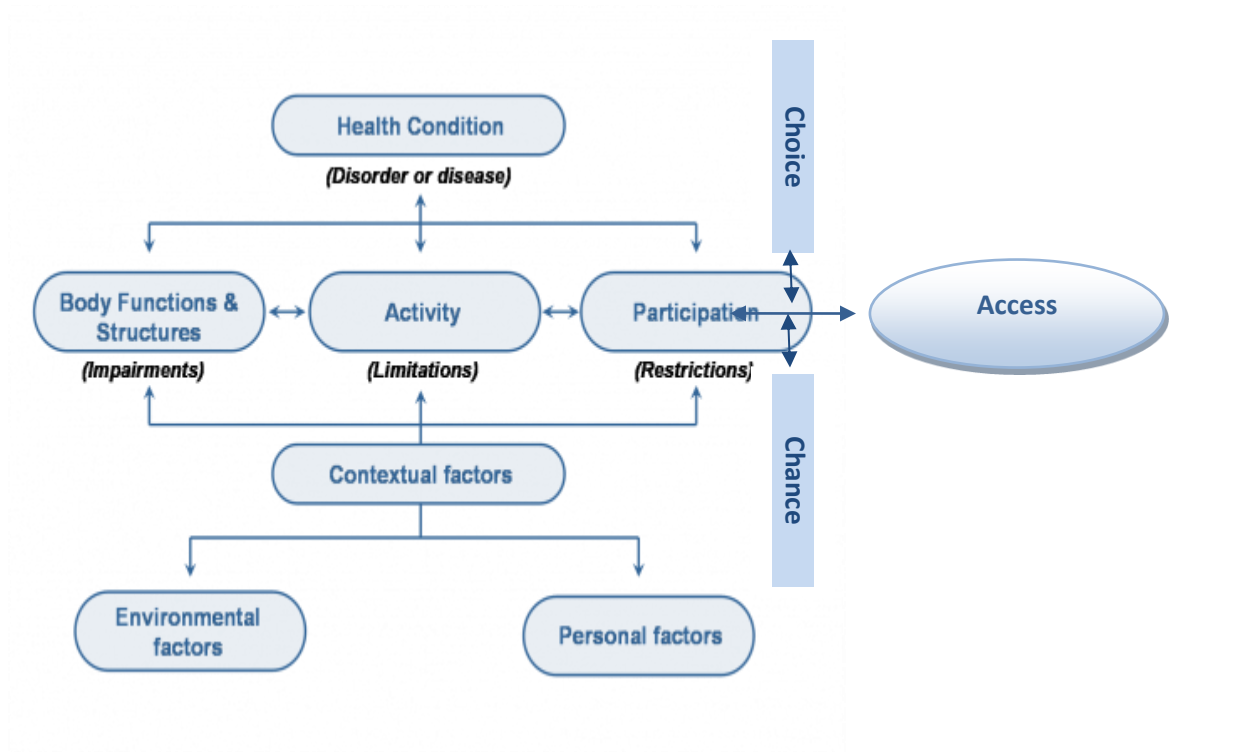 Choice
Health Condition
(Disorder or disease)
Body Functions &
Structures
Activity
Participation
Access
(Impairments)
(Limitations)
(Restrictions)
Contextual factors
Chance
Environmental
factors
Personal factors